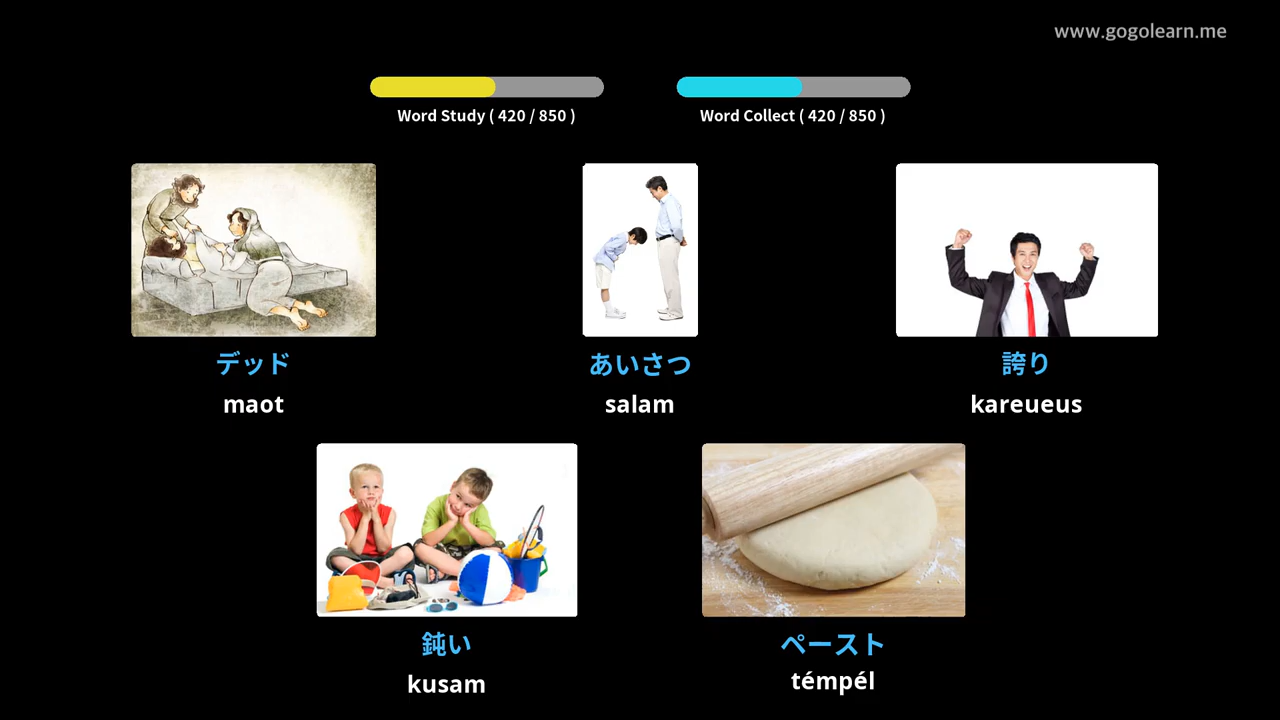 www.gogolearn.me
Word Study ( 420 / 850 )
Word Collect ( 420 / 850 )
デッド
maot
あいさつ
salam
誇り
kareueus
鈍い
kusam
ペースト
témpél